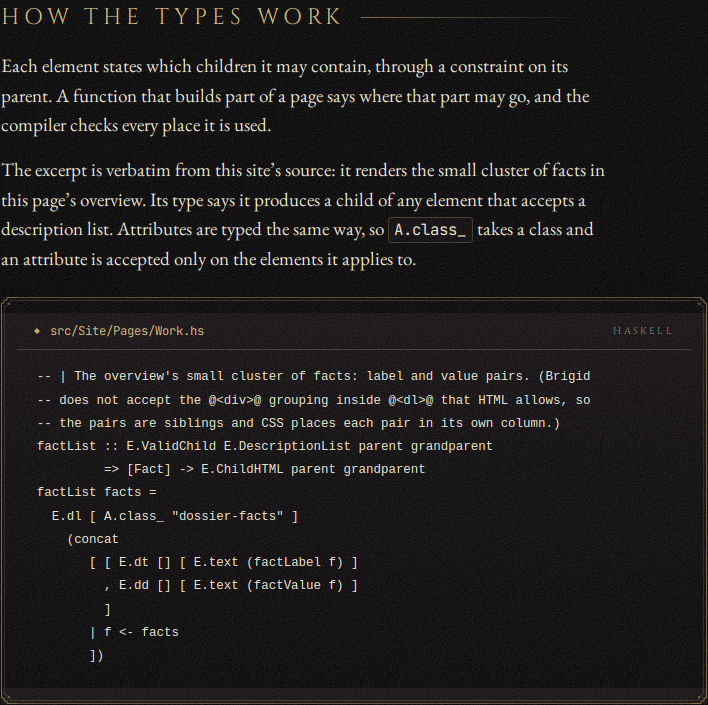 HOW THE TYPES WORK
Each element states which children it may contain, through a constraint on its
parent. A function that builds part of a page says where that part may go, and the
compiler checks every place it is used.
The excerpt is verbatim from this site’s source: it renders the small cluster of facts in
this page’s overview. Its type says it produces a child of any element that accepts a
description list. Attributes are typed the same way, so A.class_ takes a class and
an attribute is accepted only on the elements it applies to.
src/Site/Pages/Work.hs HASKELL
-- | The overview's small cluster of facts: label and value pairs. (Brigid
-- does not accept the @<div>@ grouping inside @<dl>@ that HTML allows, so
-- the pairs are siblings and CSS places each pair in its own column.)
factList :: E.ValidChild E.DescriptionList parent grandparent
         => [Fact] -> E.ChildHTML parent grandparent
factList facts =
  E.dl [ A.class_ "dossier-facts" ]
    (concat
       [ [ E.dt [] [ E.text (factLabel f) ]
         , E.dd [] [ E.text (factValue f) ]
         ]
       | f <- facts
       ])